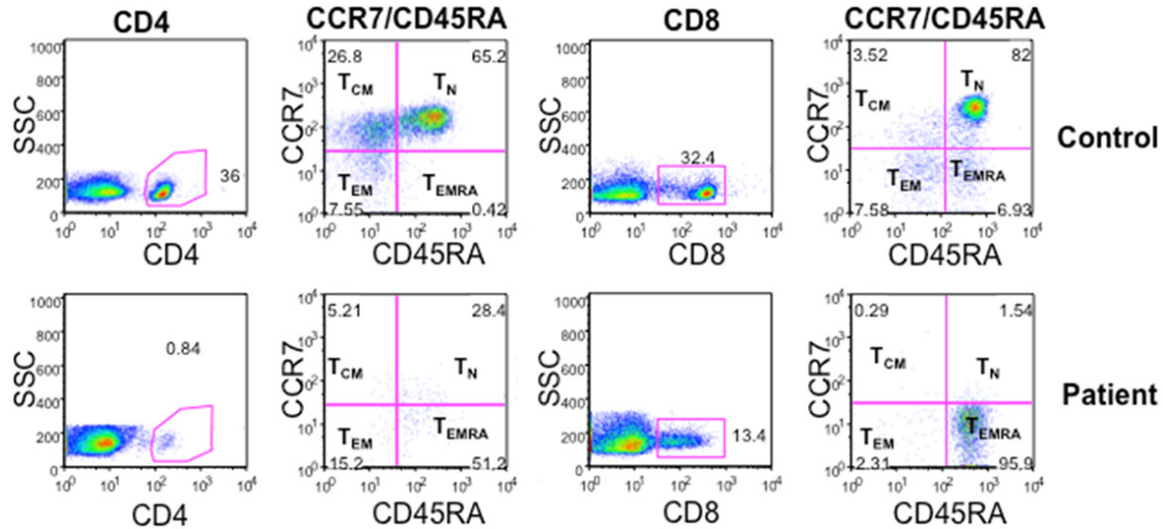 CD4 CCR7/CD45RA CD8 CCR7/CD45RA
SSC
1000
800
600
400
200
0
36
10⁰ 10¹ 10² 10³ 10⁴
CD4
CCR7
10⁴
10³
10²
10¹
10⁰
26.8 65.2
T_CM T_N
T_EM T_EMRA
7.55 0.42
10⁰ 10¹ 10² 10³ 10⁴
CD45RA
SSC
1000
800
600
400
200
0
32.4
10⁰ 10¹ 10² 10³ 10⁴
CD8
CCR7
10⁴
10³
10²
10¹
10⁰
3.52 82
T_CM T_N
T_EM T_EMRA
7.58 6.93
10⁰ 10¹ 10² 10³ 10⁴
CD45RA
Control
SSC
1000
800
600
400
200
0
0.84
10⁰ 10¹ 10² 10³ 10⁴
CD4
CCR7
10⁴
10³
10²
10¹
10⁰
5.21 28.4
T_CM T_N
T_EM T_EMRA
15.2 51.2
10⁰ 10¹ 10² 10³ 10⁴
CD45RA
SSC
1000
800
600
400
200
0
13.4
10⁰ 10¹ 10² 10³ 10⁴
CD8
CCR7
10⁴
10³
10²
10¹
10⁰
0.29 1.54
T_CM T_N
T_EM T_EMRA
2.31 95.9
10⁰ 10¹ 10² 10³ 10⁴
CD45RA
Patient